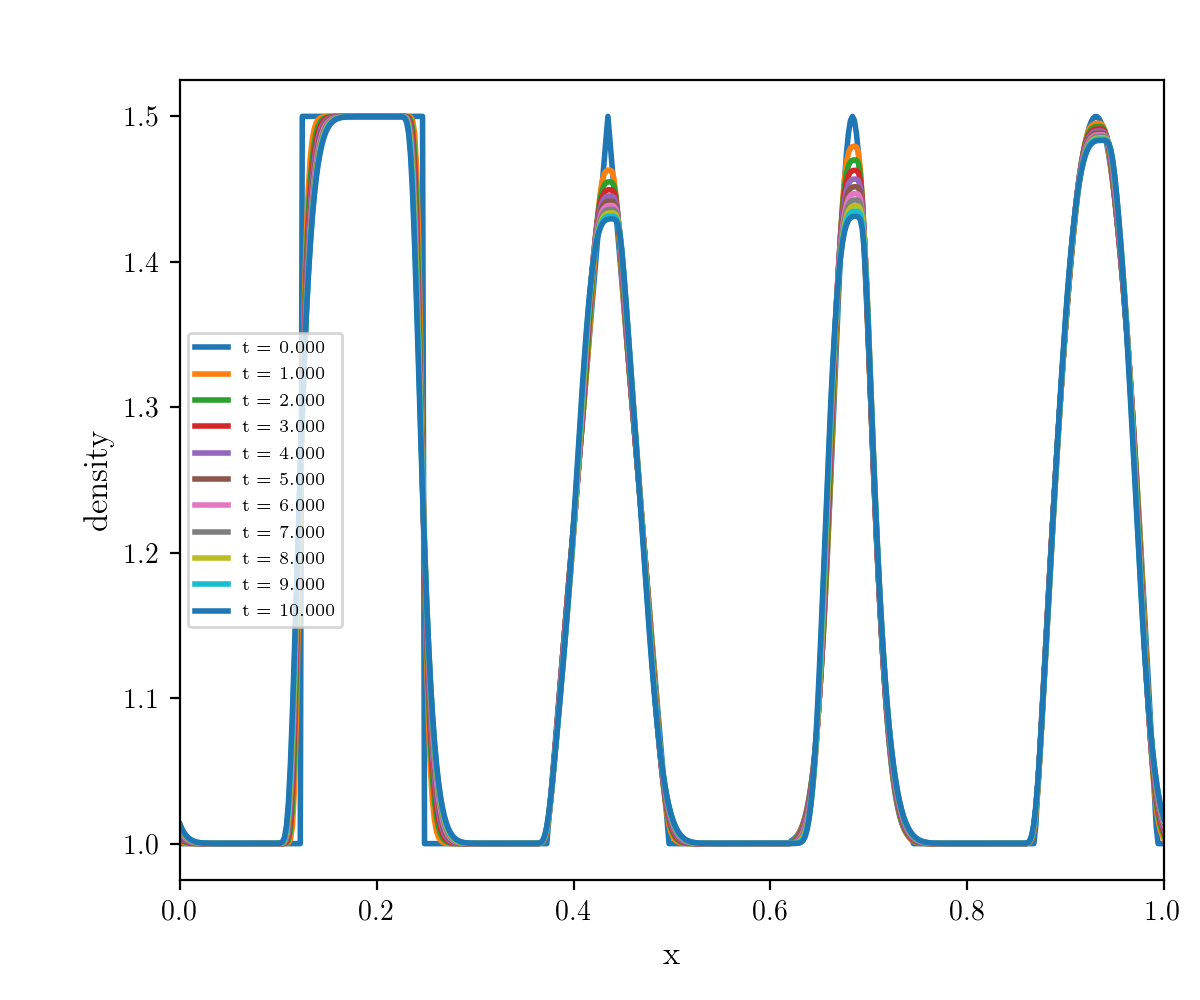 1.5
1.4
1.3
1.2
1.1
1.0
density
t = 0.000
t = 1.000
t = 2.000
t = 3.000
t = 4.000
t = 5.000
t = 6.000
t = 7.000
t = 8.000
t = 9.000
t = 10.000
0.0 0.2 0.4 0.6 0.8 1.0
x